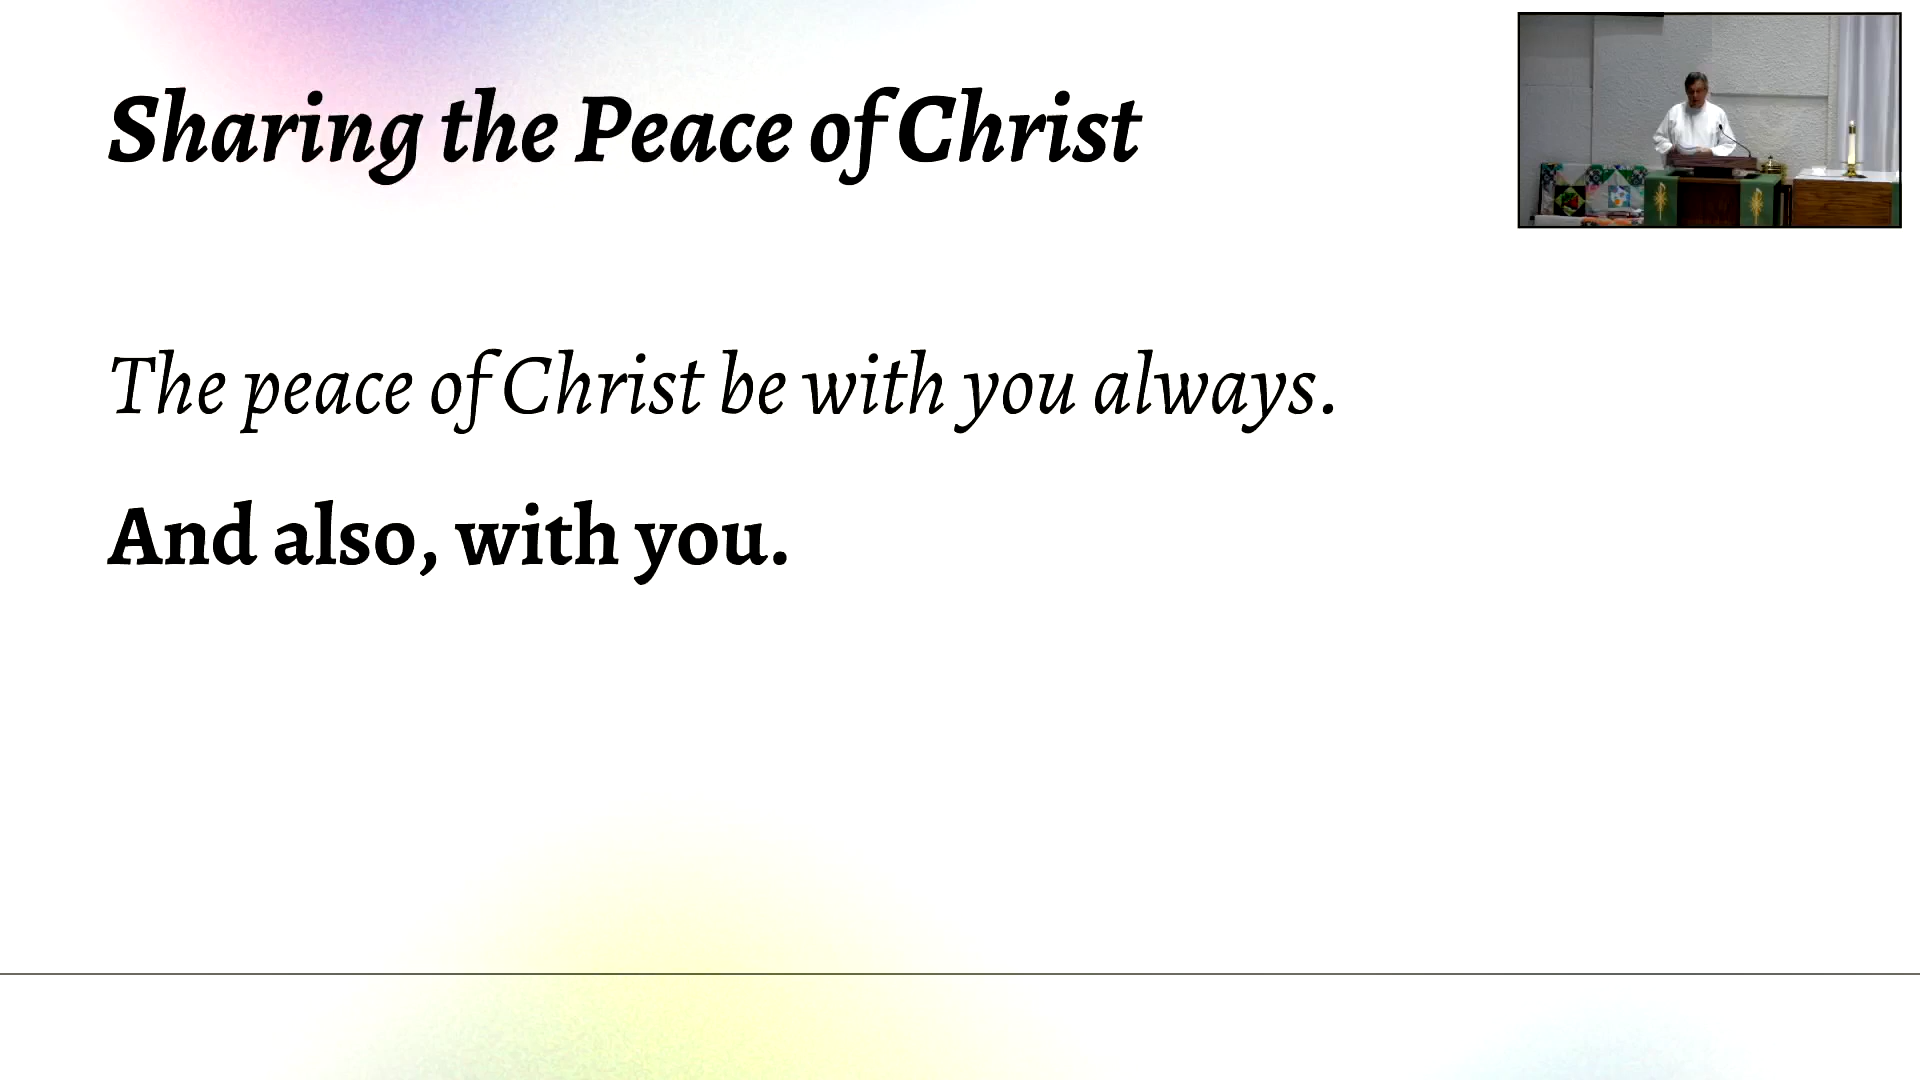 Sharing the Peace of Christ
The peace of Christ be with you always.
And also, with you.